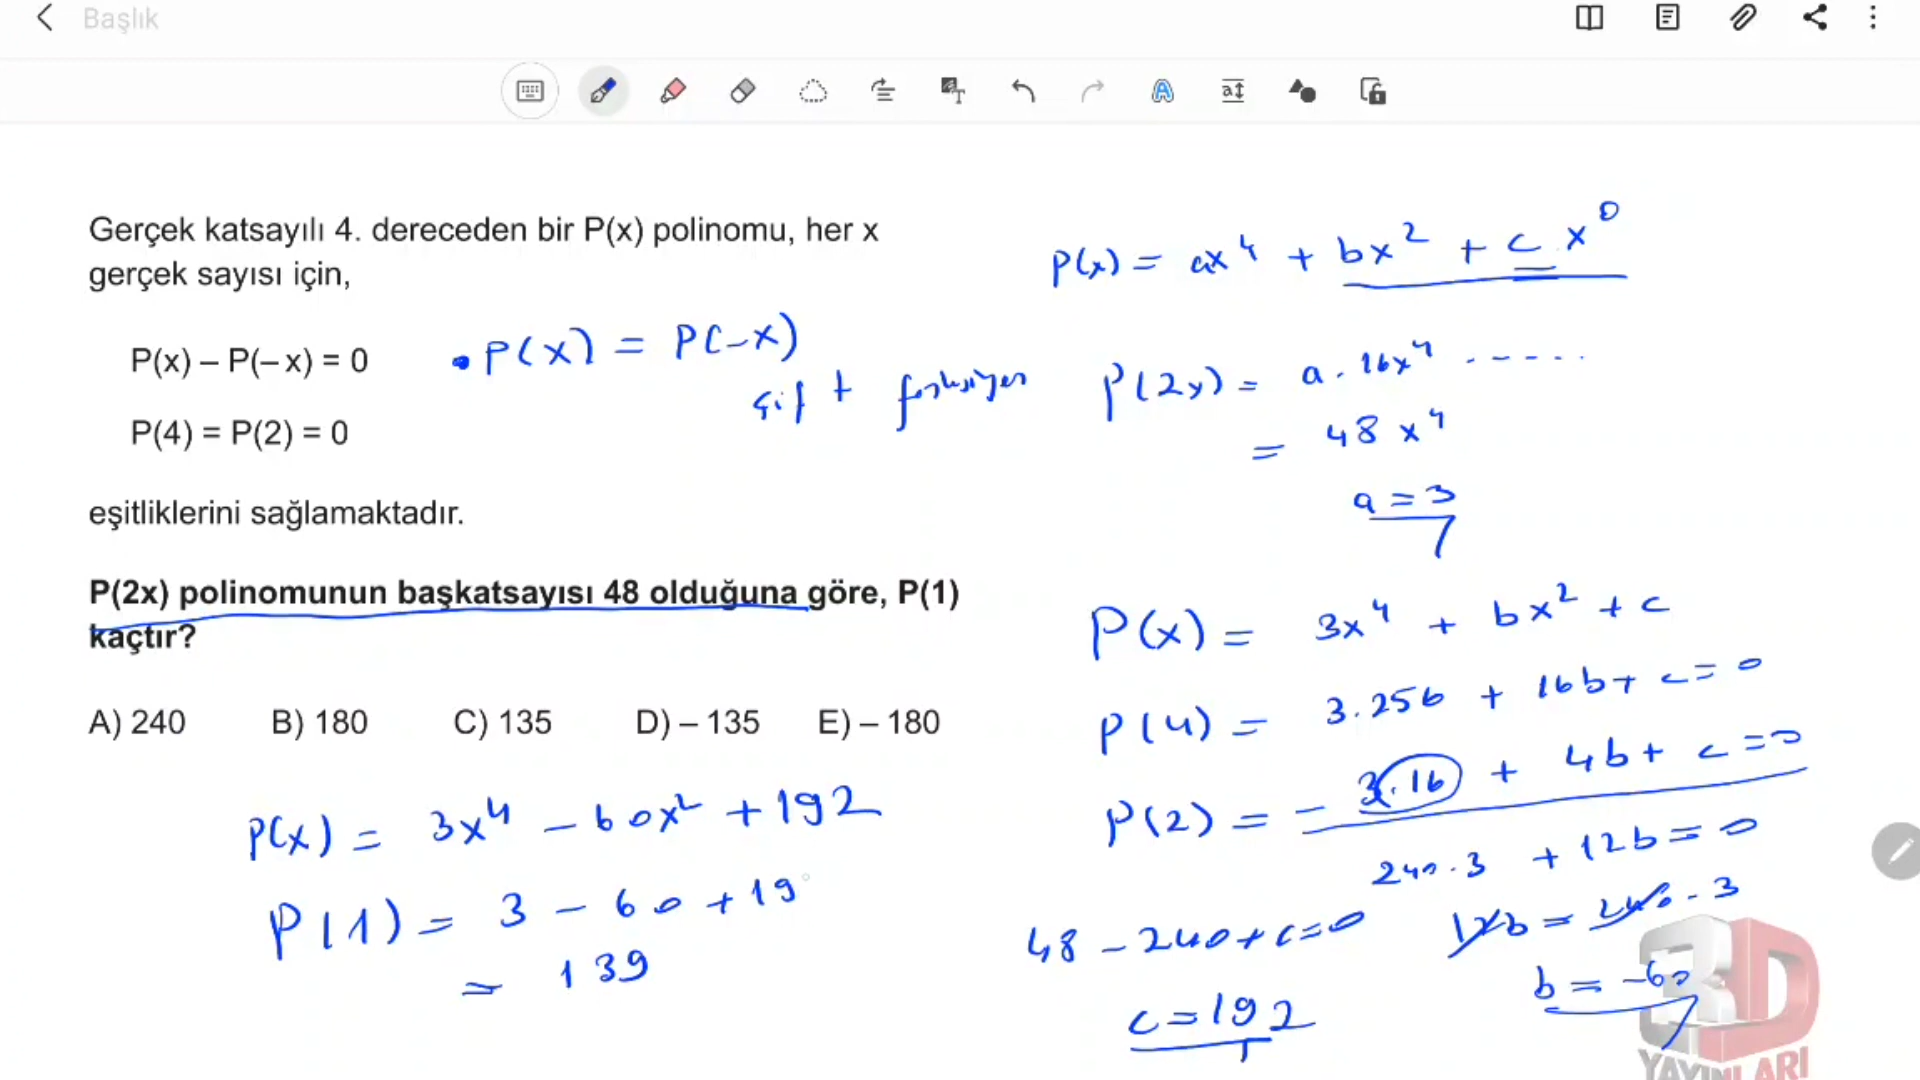 Başlık
Gerçek katsayılı 4. dereceden bir P(x) polinomu, her x
gerçek sayısı için,
P(x) – P(– x) = 0
• P(x) = P(-x)
çift fonksiyon
P(4) = P(2) = 0
eşitliklerini sağlamaktadır.
P(2x) polinomunun başkatsayısı 48 olduğuna göre, P(1)
kaçtır?
A) 240 B) 180 C) 135 D) – 135 E) – 180
P(x) = 3x⁴ - 60x² + 192
P(1) = 3 - 60 + 19
= 139
P(x) = ax⁴ + bx² + c x⁰
P(2x) = a . 16x⁴ ......
= 48 x⁴
a = 3
P(x) = 3x⁴ + bx² + c
P(4) = 3.256 + 16b + c = 0
P(2) = - 3.16 + 4b + c = 0
240.3 + 12b = 0
12b = 240.3
b = -60
48 - 240 + c = 0
c = 192
3D
YAYINLARI